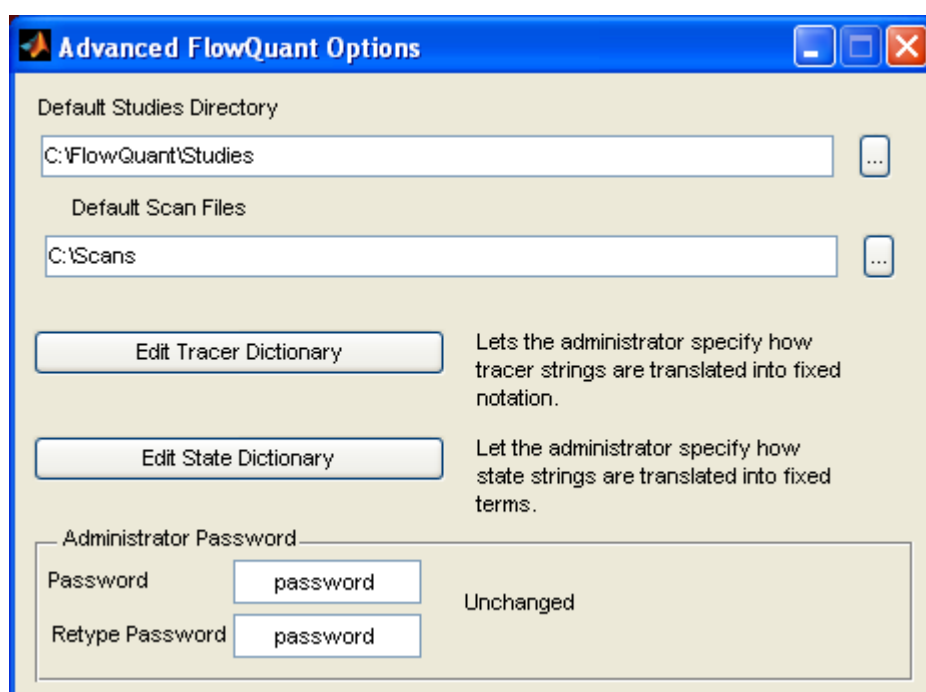 Advanced FlowQuant Options
Default Studies Directory
C:\FlowQuant\Studies
...
Default Scan Files
C:\Scans
...
Edit Tracer Dictionary
Lets the administrator specify how
tracer strings are translated into fixed
notation.
Edit State Dictionary
Let the administrator specify how
state strings are translated into fixed
terms.
Administrator Password
Password
password
Unchanged
Retype Password
password